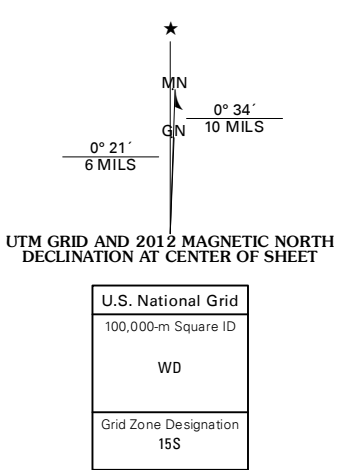 ★
MN
0° 34´
10 MILS
GN
0° 21´
6 MILS
UTM GRID AND 2012 MAGNETIC NORTH
DECLINATION AT CENTER OF SHEET
U.S. National Grid
100,000-m Square ID
WD
Grid Zone Designation
15S